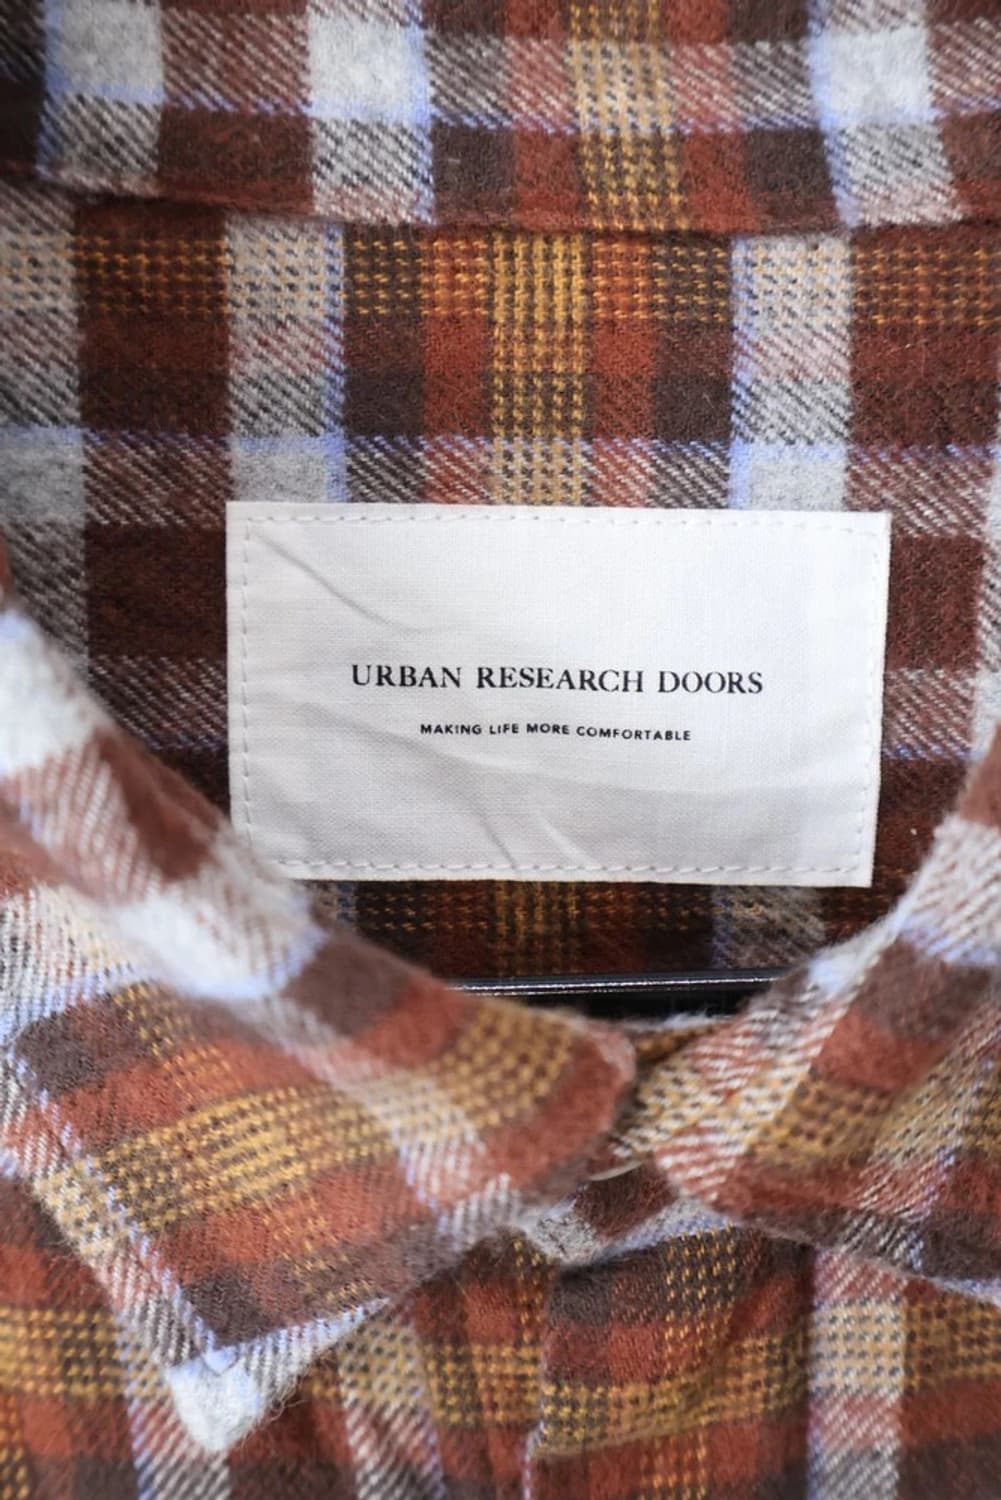 URBAN RESEARCH DOORS
MAKING LIFE MORE COMFORTABLE